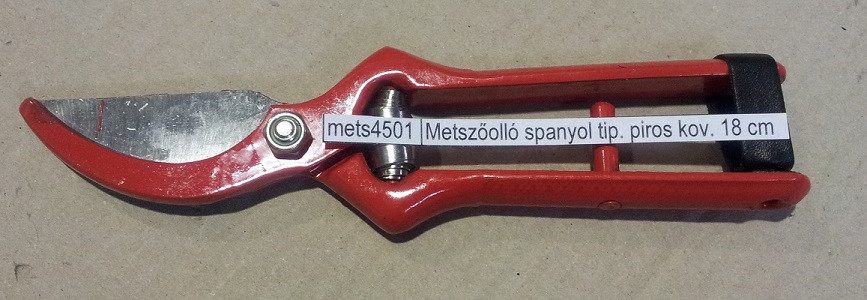 mets4501 Metszőolló spanyol tip. piros kov. 18 cm